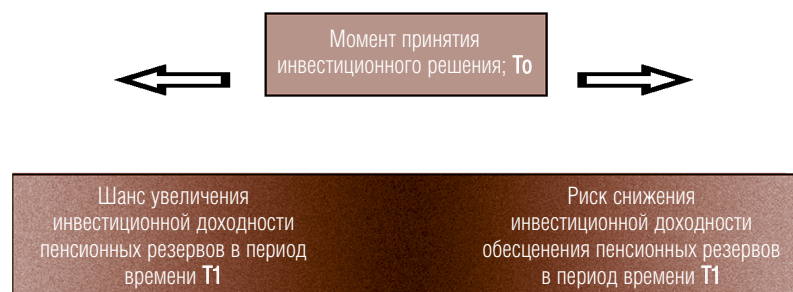 Момент принятия
инвестиционного решения; То
Шанс увеличения
инвестиционной доходности
пенсионных резервов в период
времени Т1
Риск снижения
инвестиционной доходности
обесценения пенсионных резервов
в период времени Т1